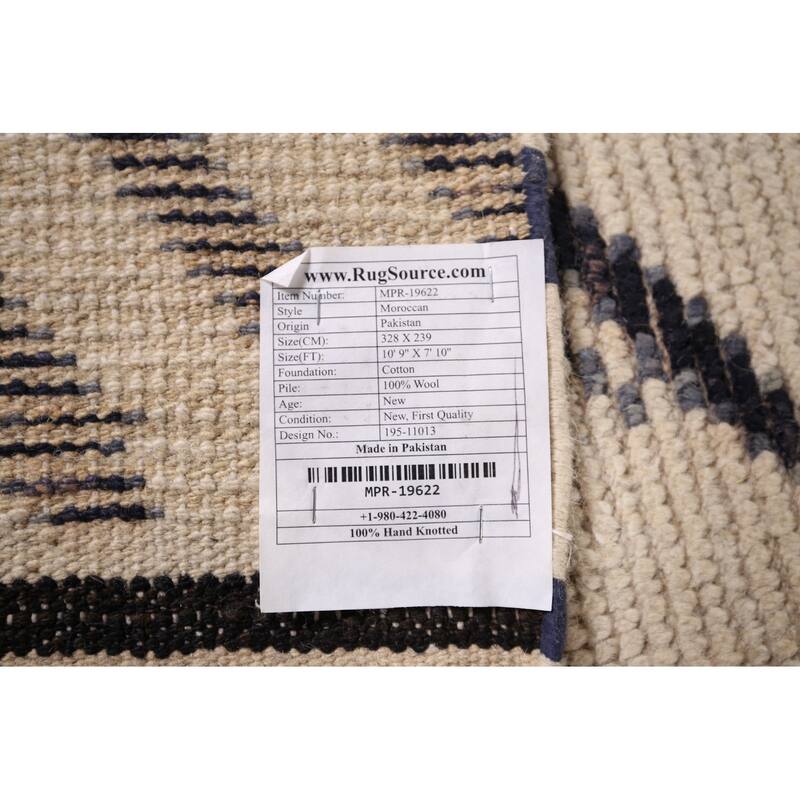 www.RugSource.com
Item Number: MPR-19622
Style Moroccan
Origin Pakistan
Size(CM): 328 X 239
Size(FT): 10' 9" X 7' 10"
Foundation: Cotton
Pile: 100% Wool
Age: New
Condition: New, First Quality
Design No.: 195-11013
Made in Pakistan
MPR-19622
+1-980-422-4080
100% Hand Knotted